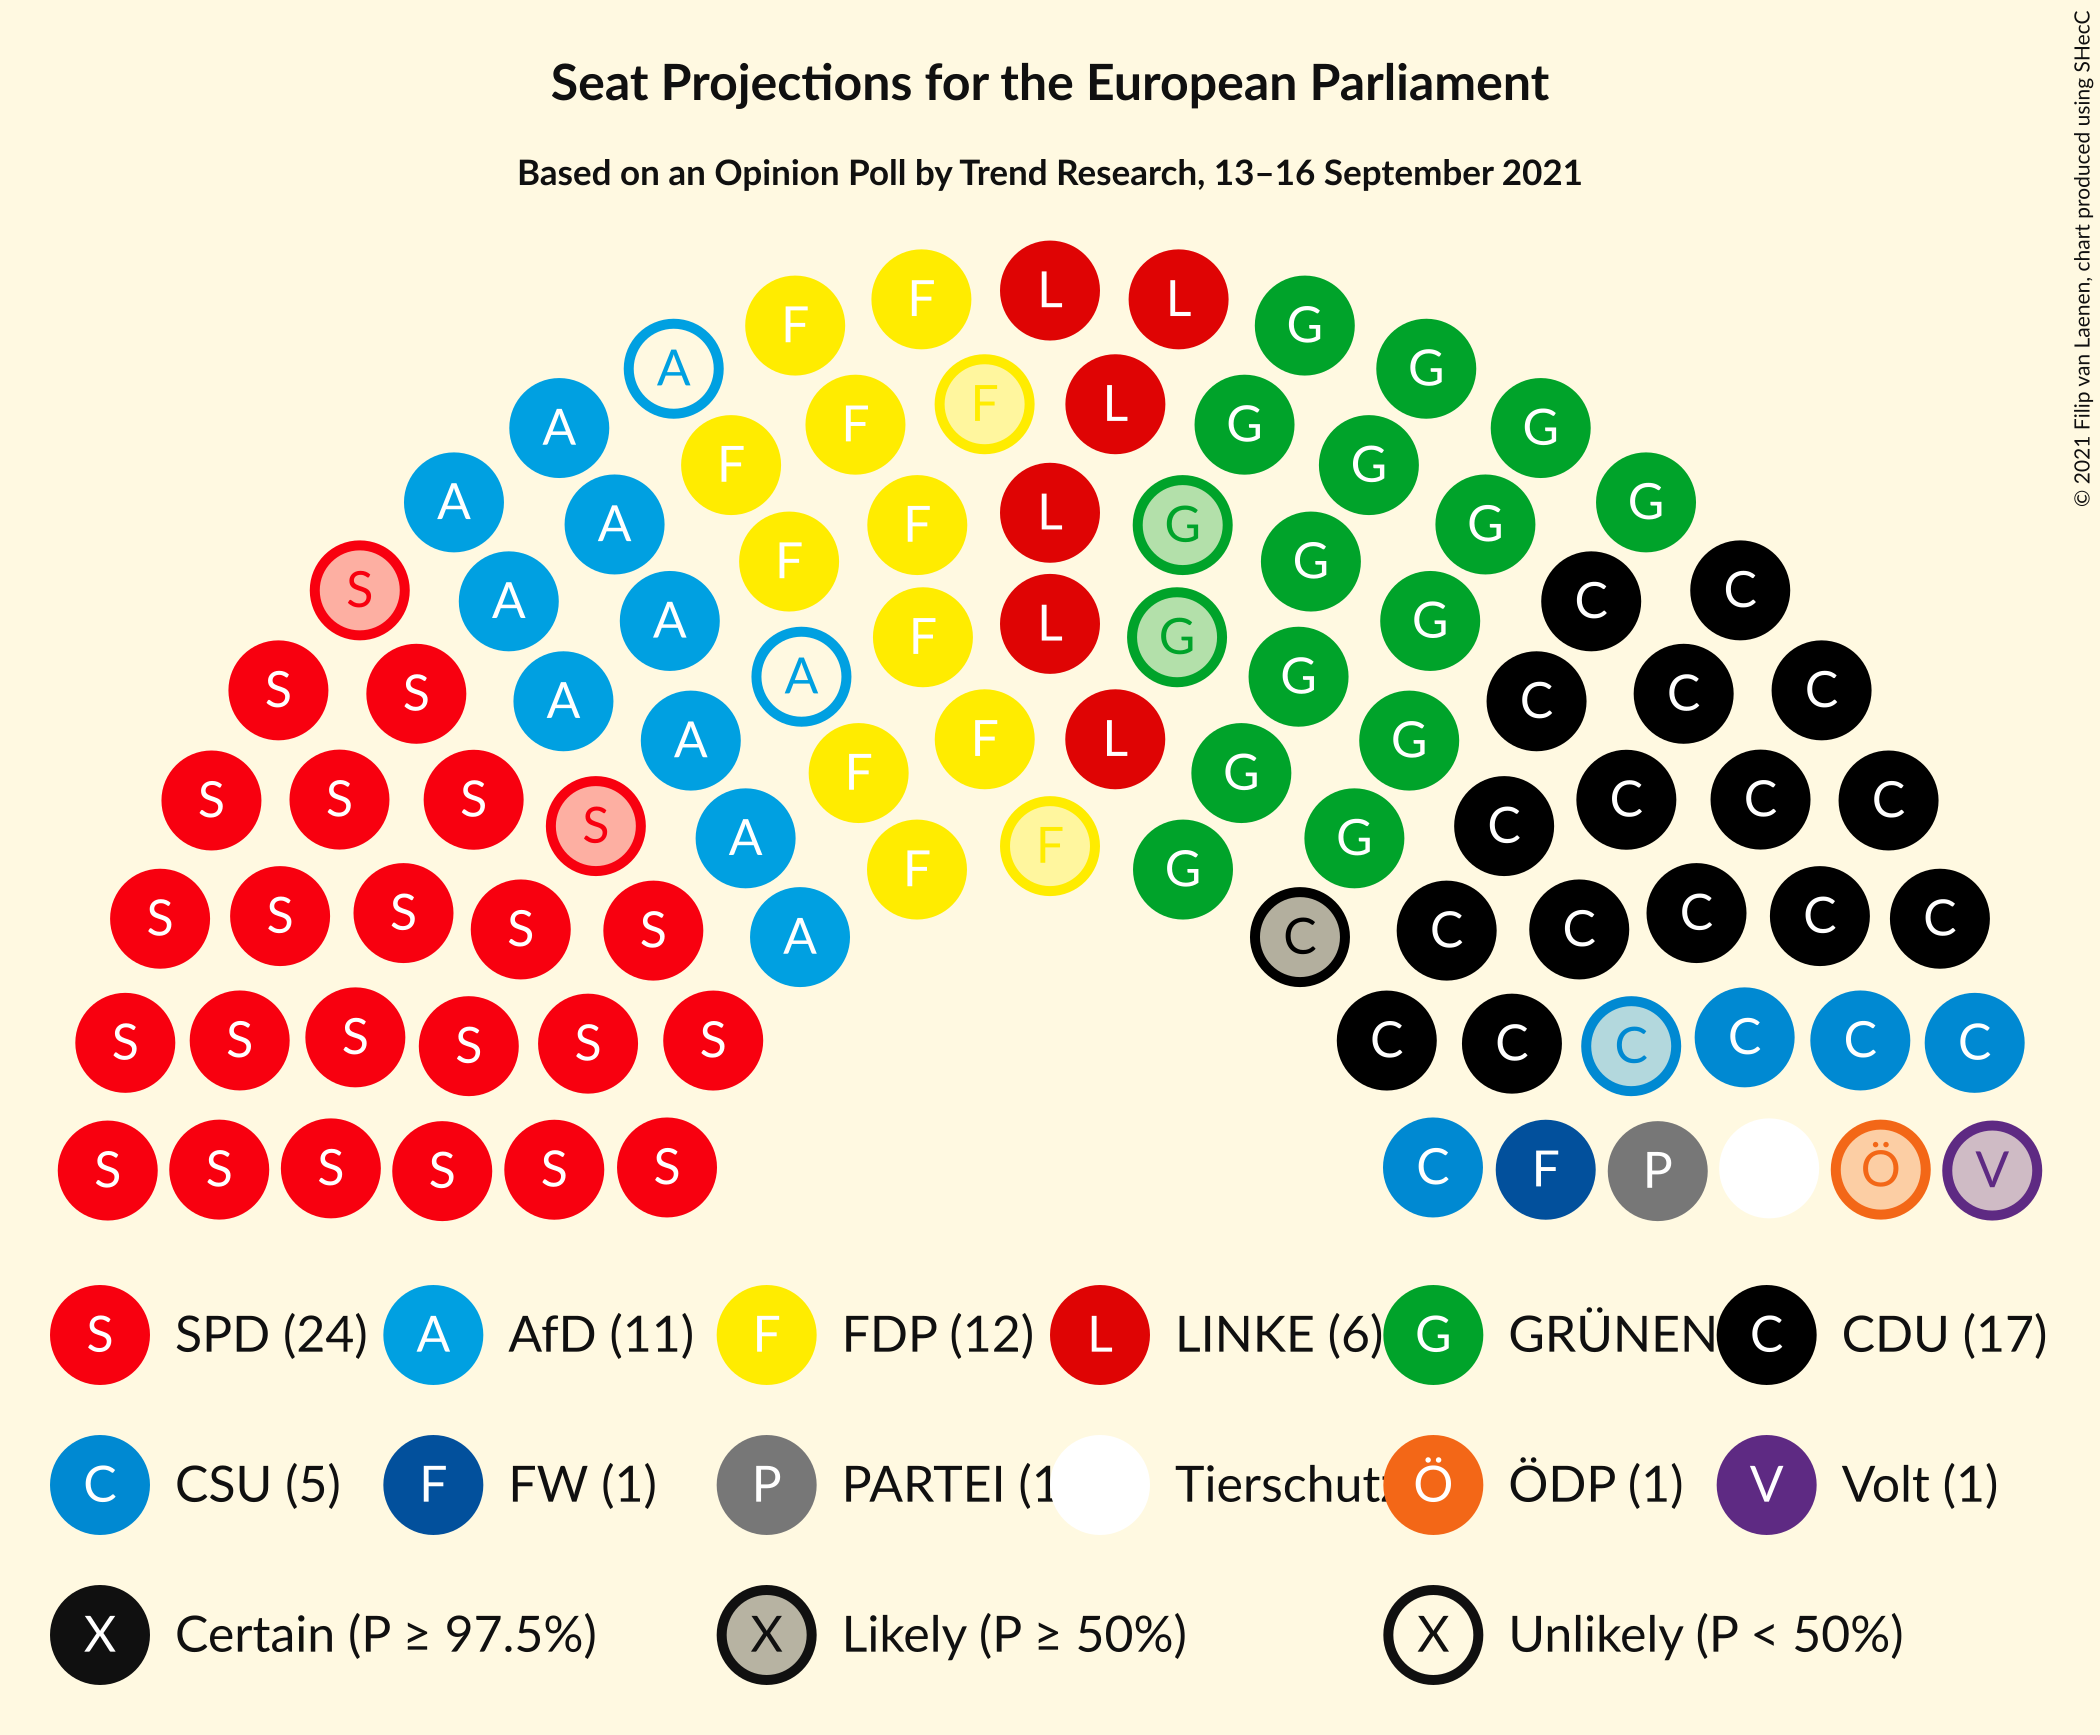 Seat Projections for the European Parliament
Based on an Opinion Poll by Trend Research, 13–16 September 2021
© 2021 Filip van Laenen, chart produced using SHecC
L
F L
F G
A F L G
F G
A G G
F G
A F L G
A F G G
A G
F G
S A C C
A G
F L G
S A G C
S A C C
A F L G
S F G C
S S C C
S A G C
S F G C
S S S A C C C
S S F G C C
S S
A C
S S C C
S S S S C C C C
S S S S S S C F P Ö V
S SPD (24) A AfD (11) F FDP (12) L LINKE (6) G GRÜNEN C CDU (17)
C CSU (5) F FW (1) P PARTEI (1 Tierschutz Ö ÖDP (1) V Volt (1)
X Certain (P ≥ 97.5%) X Likely (P ≥ 50%) X Unlikely (P < 50%)